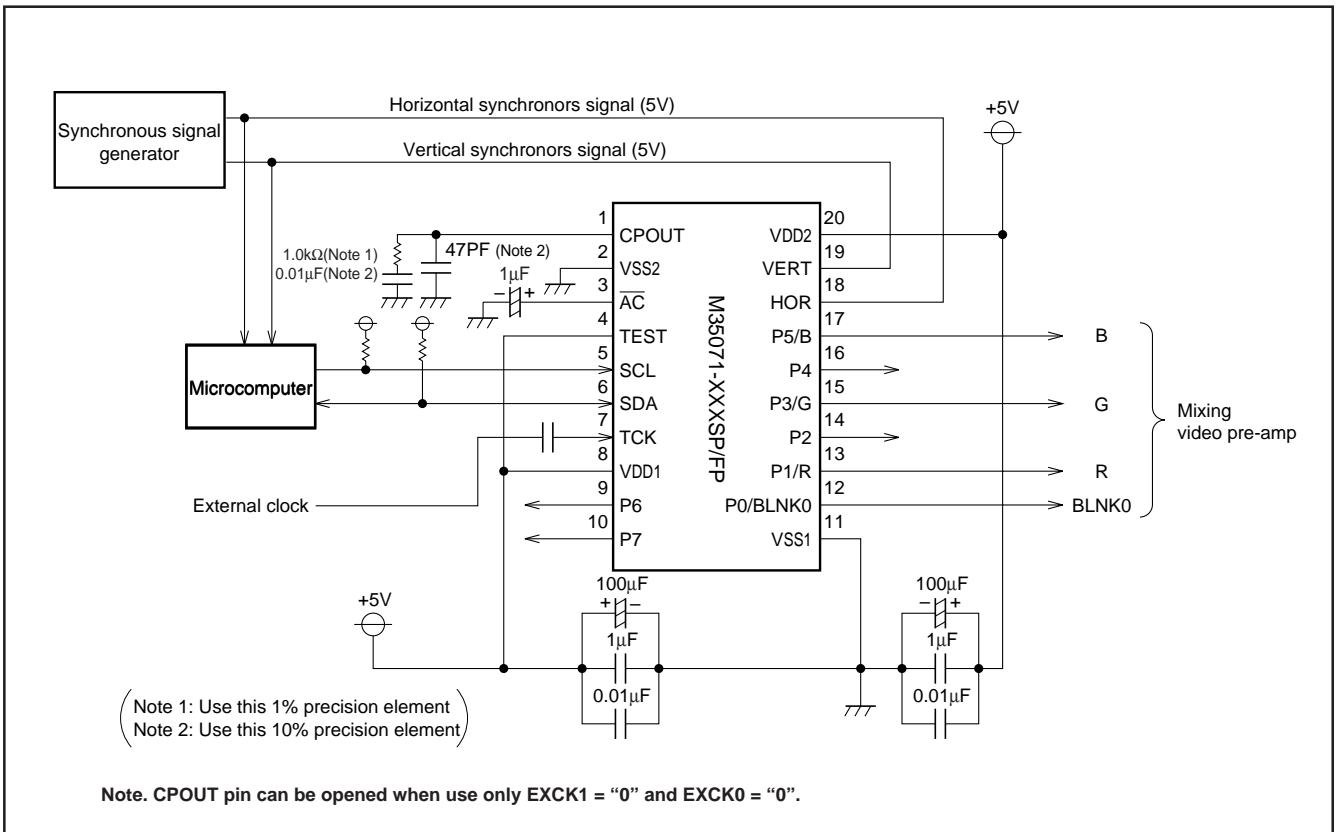 Horizontal synchronors signal (5V)
+5V
Synchronous signal
generator
Vertical synchronors signal (5V)
1
CPOUT
20
VDD2
1.0kΩ(Note 1)
0.01μF(Note 2)
47PF (Note 2)
2
VSS2
19
VERT
1μF
– +
3
AC
18
HOR
4
TEST
17
P5/B
B
5
SCL
16
P4
Microcomputer
6
SDA
15
P3/G
G
Mixing
video pre-amp
7
TCK
14
P2
8
VDD1
13
P1/R
R
External clock
9
P6
12
P0/BLNK0
BLNK0
10
P7
11
VSS1
M35071-XXXSP/FP
+5V
100μF
+ –
1μF
0.01μF
100μF
– +
1μF
0.01μF
Note 1: Use this 1% precision element
Note 2: Use this 10% precision element
Note. CPOUT pin can be opened when use only EXCK1 = “0” and EXCK0 = “0”.